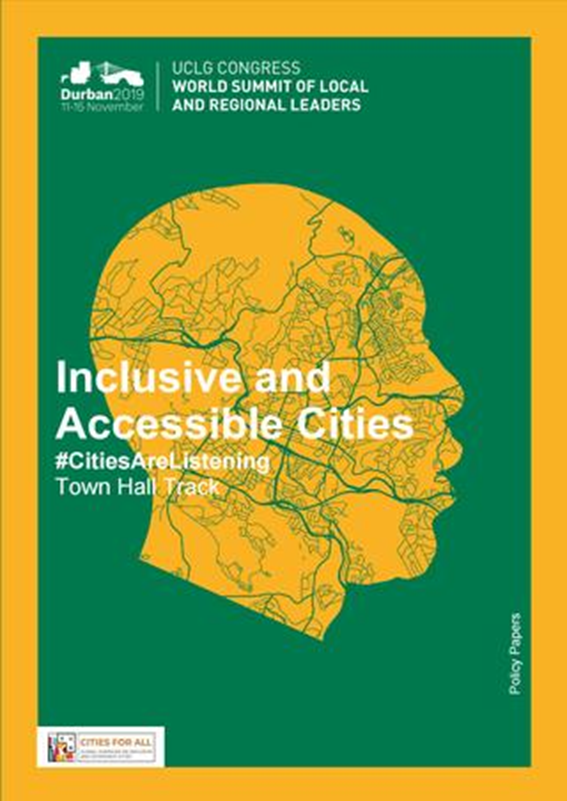 Durban2019
11-15 November
UCLG CONGRESS
WORLD SUMMIT OF LOCAL
AND REGIONAL LEADERS
Inclusive and
Accessible Cities
#CitiesAreListening
Town Hall Track
Policy Papers
CITIES FOR ALL